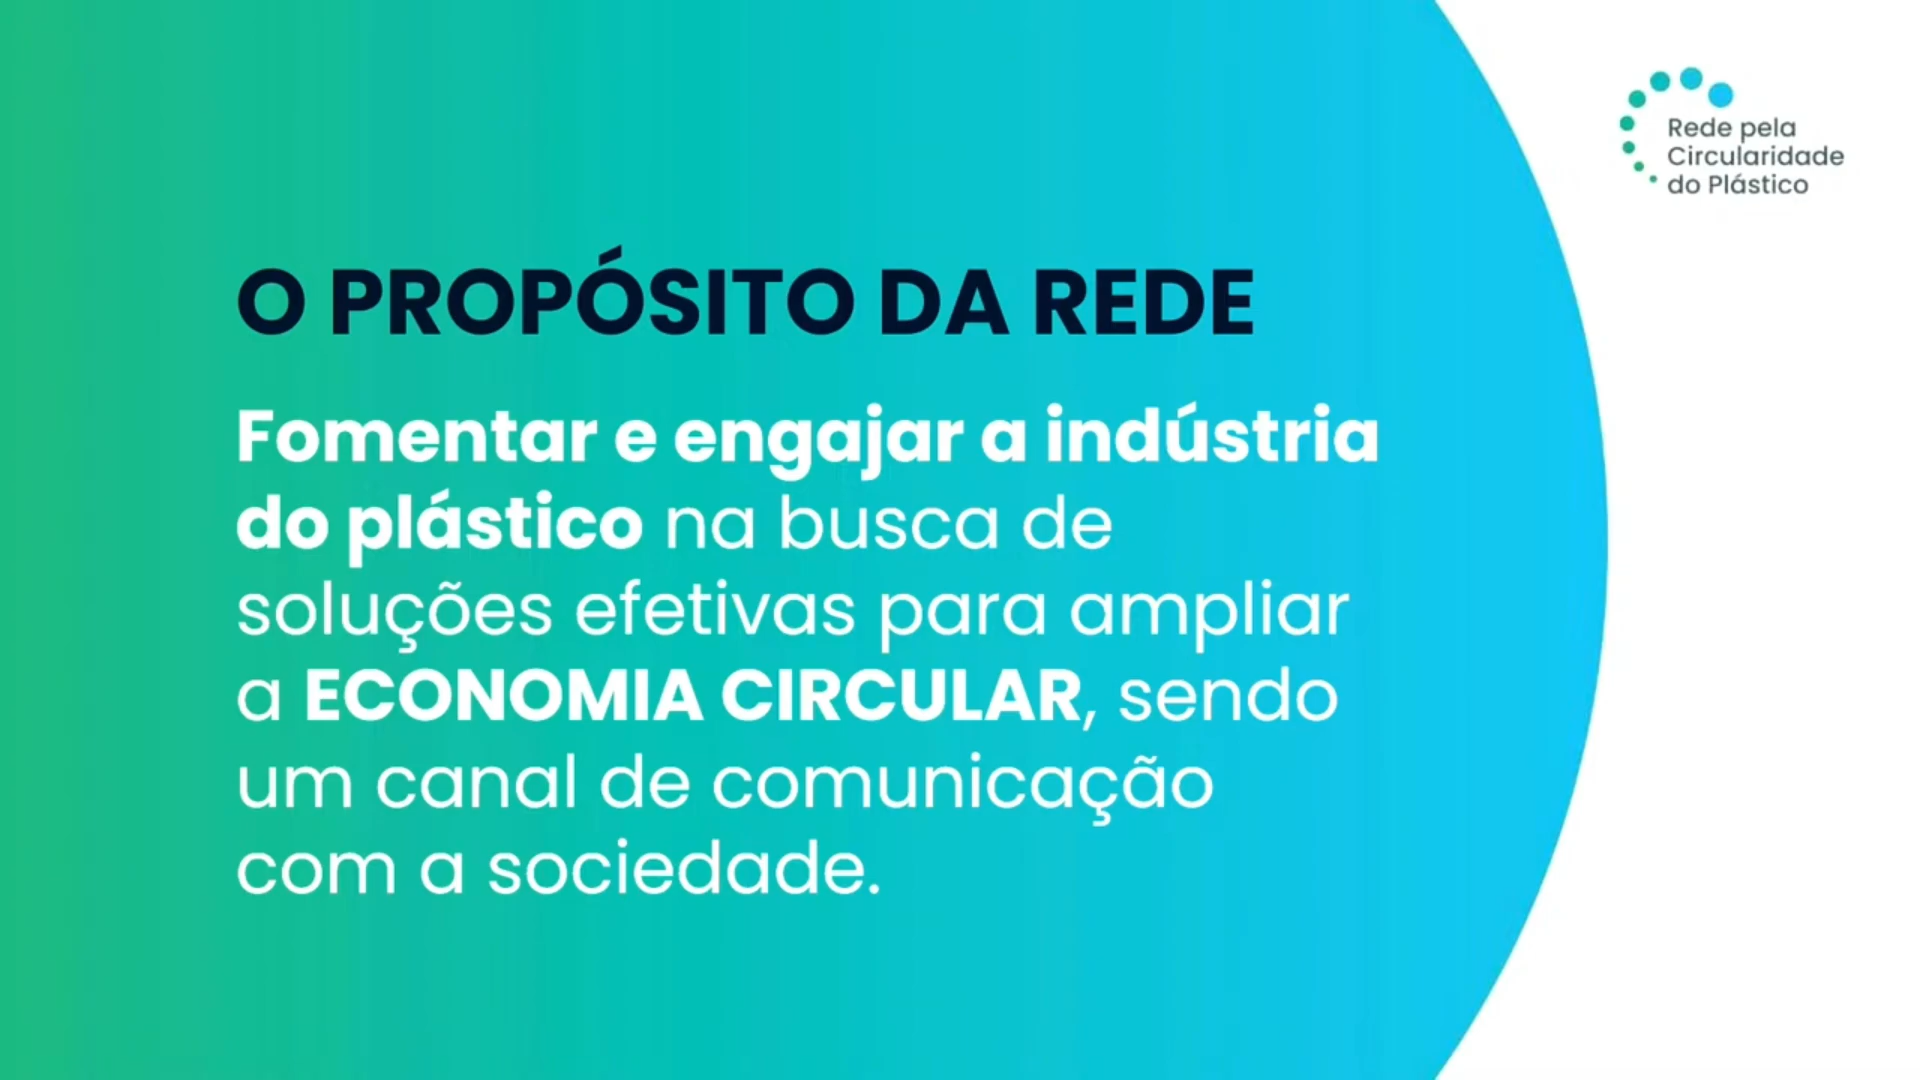 Rede pela
Circularidade
do Plástico
O PROPÓSITO DA REDE
Fomentar e engajar a indústria
do plástico na busca de
soluções efetivas para ampliar
a ECONOMIA CIRCULAR, sendo
um canal de comunicação
com a sociedade.